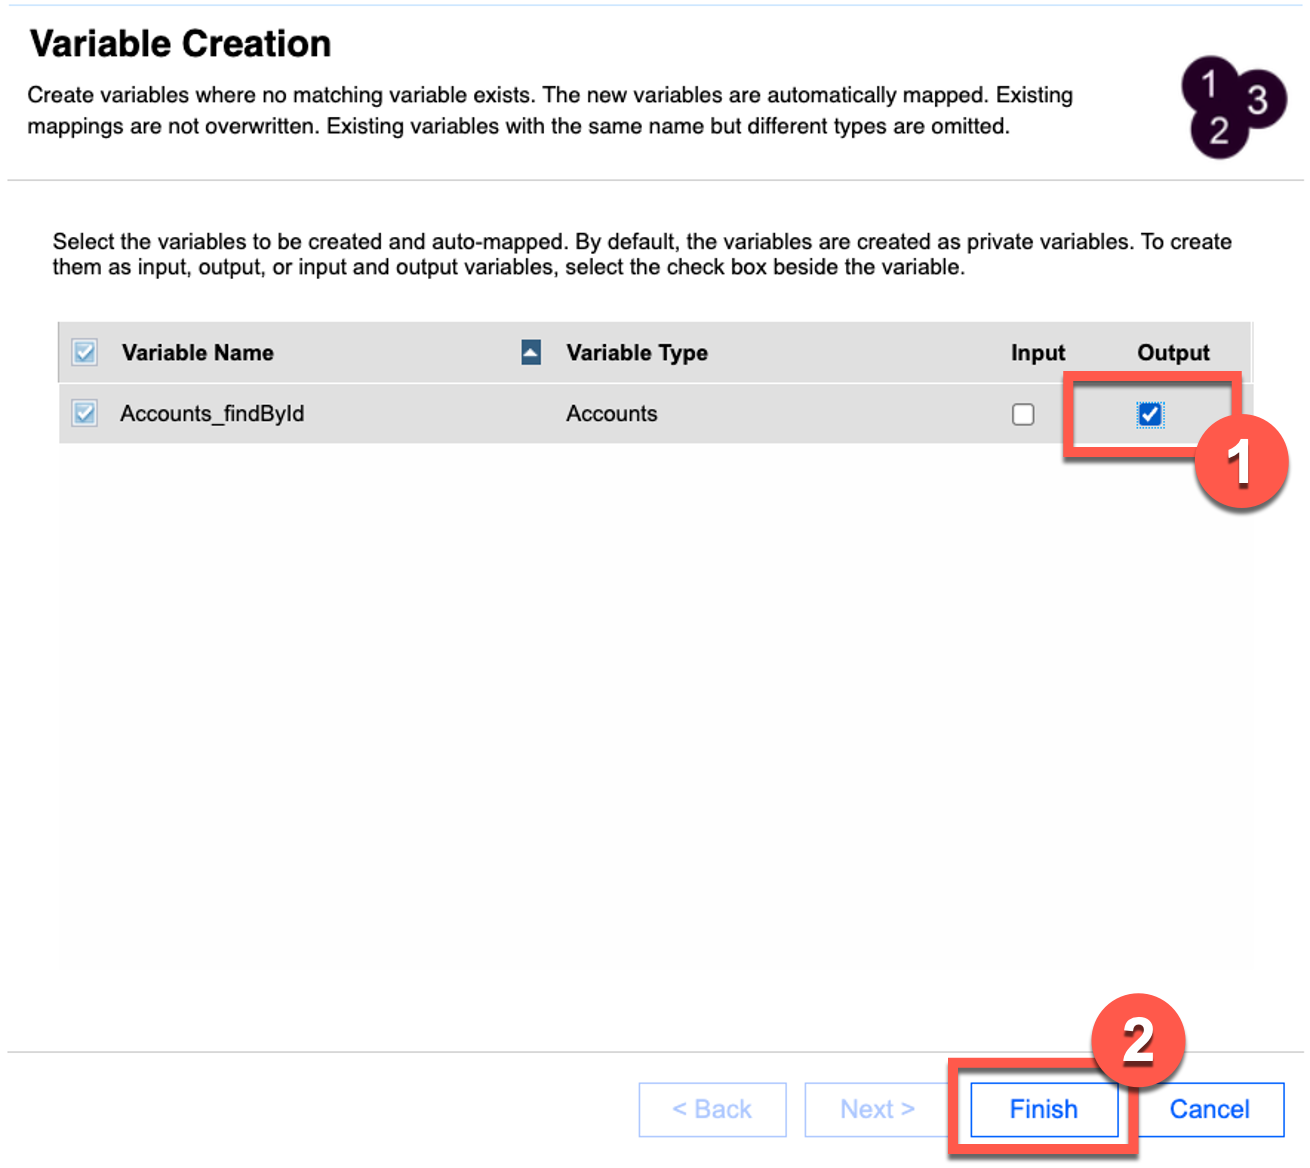 Variable Creation
Create variables where no matching variable exists. The new variables are automatically mapped. Existing
mappings are not overwritten. Existing variables with the same name but different types are omitted.
1
3
2
Select the variables to be created and auto-mapped. By default, the variables are created as private variables. To create
them as input, output, or input and output variables, select the check box beside the variable.
Variable Name Variable Type Input Output
Accounts_findById Accounts
1
2
< Back Next > Finish Cancel